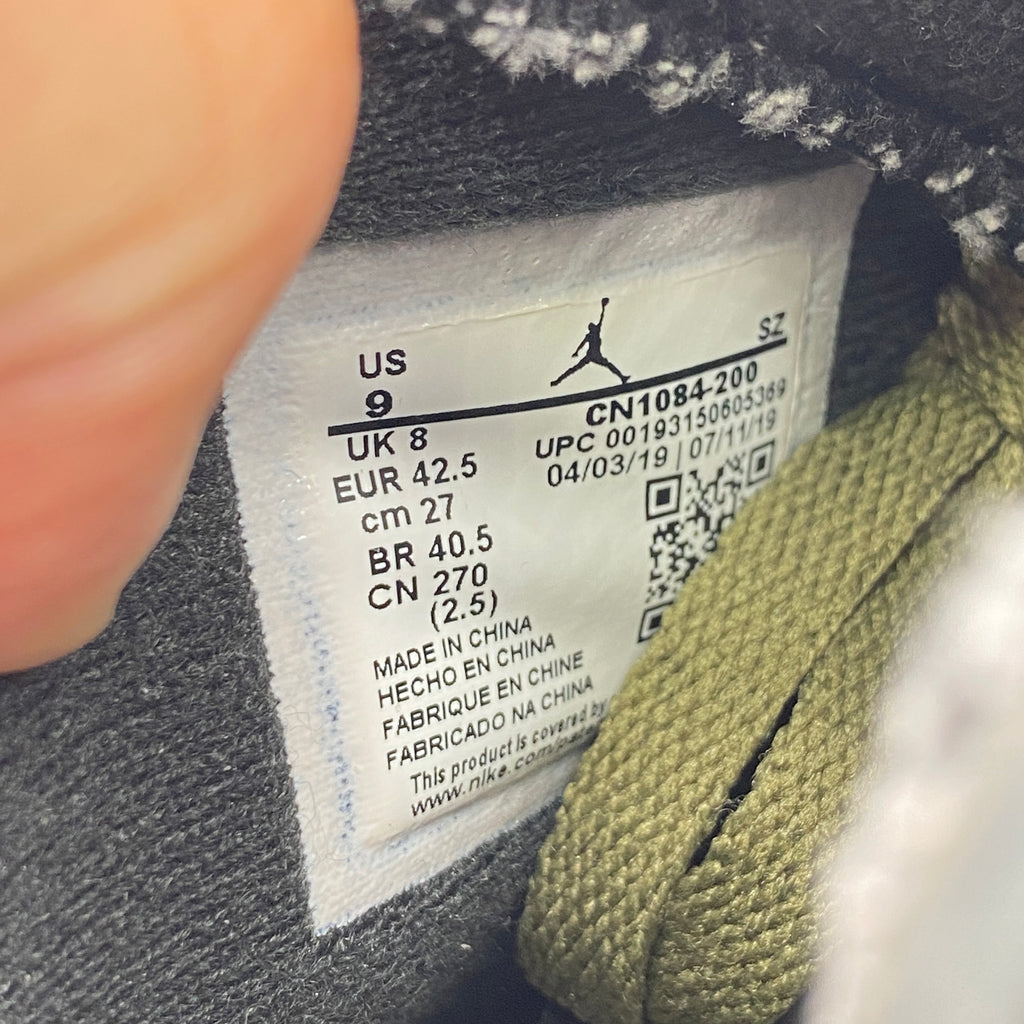 US
9
SZ
UK 8
EUR 42.5
cm 27
BR 40.5
CN 270
(2.5)
CN1084-200
UPC 00193150605369
04/03/19 | 07/11/19
MADE IN CHINA
HECHO EN CHINA
FABRIQUE EN CHINE
FABRICADO NA CHINA
This product is covered by
www.nike.com/